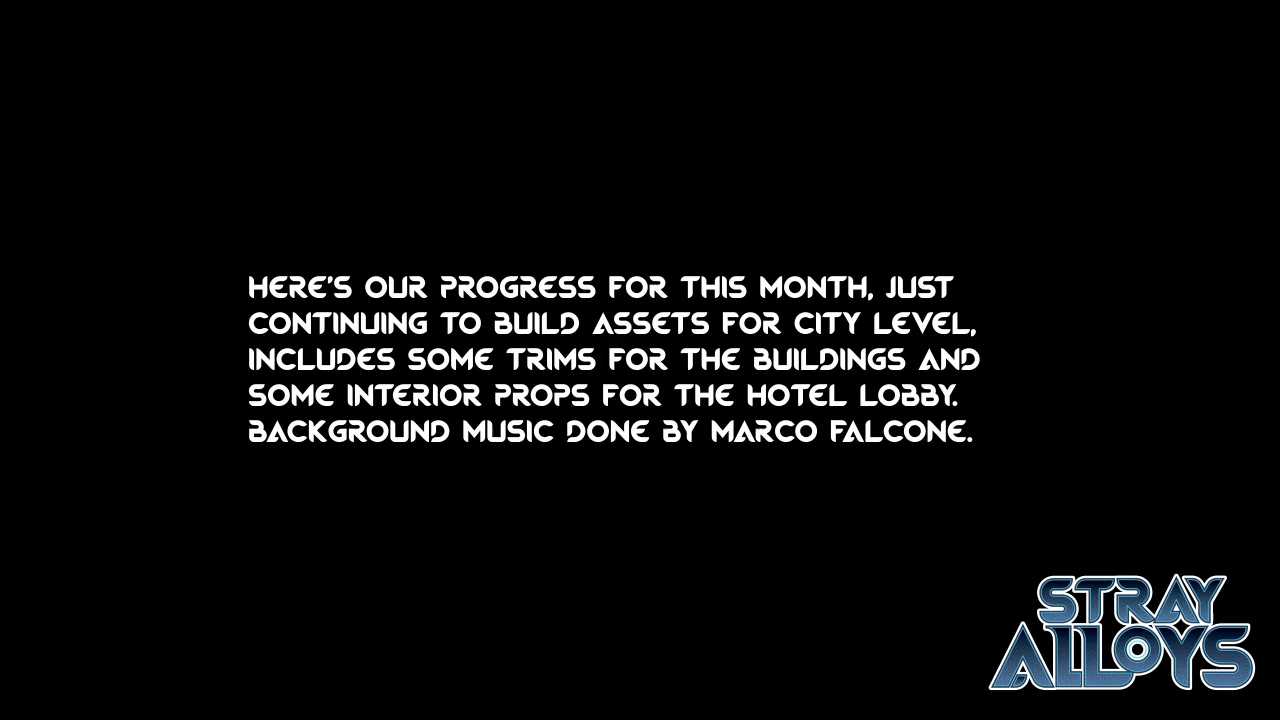 HERE'S OUR PROGRESS FOR THIS MONTH, JUST
CONTINUING TO BUILD ASSETS FOR CITY LEVEL,
INCLUDES SOME TRIMS FOR THE BUILDINGS AND
SOME INTERIOR PROPS FOR THE HOTEL LOBBY.
BACKGROUND MUSIC DONE BY MARCO FALCONE.
STRAY
ALLOYS